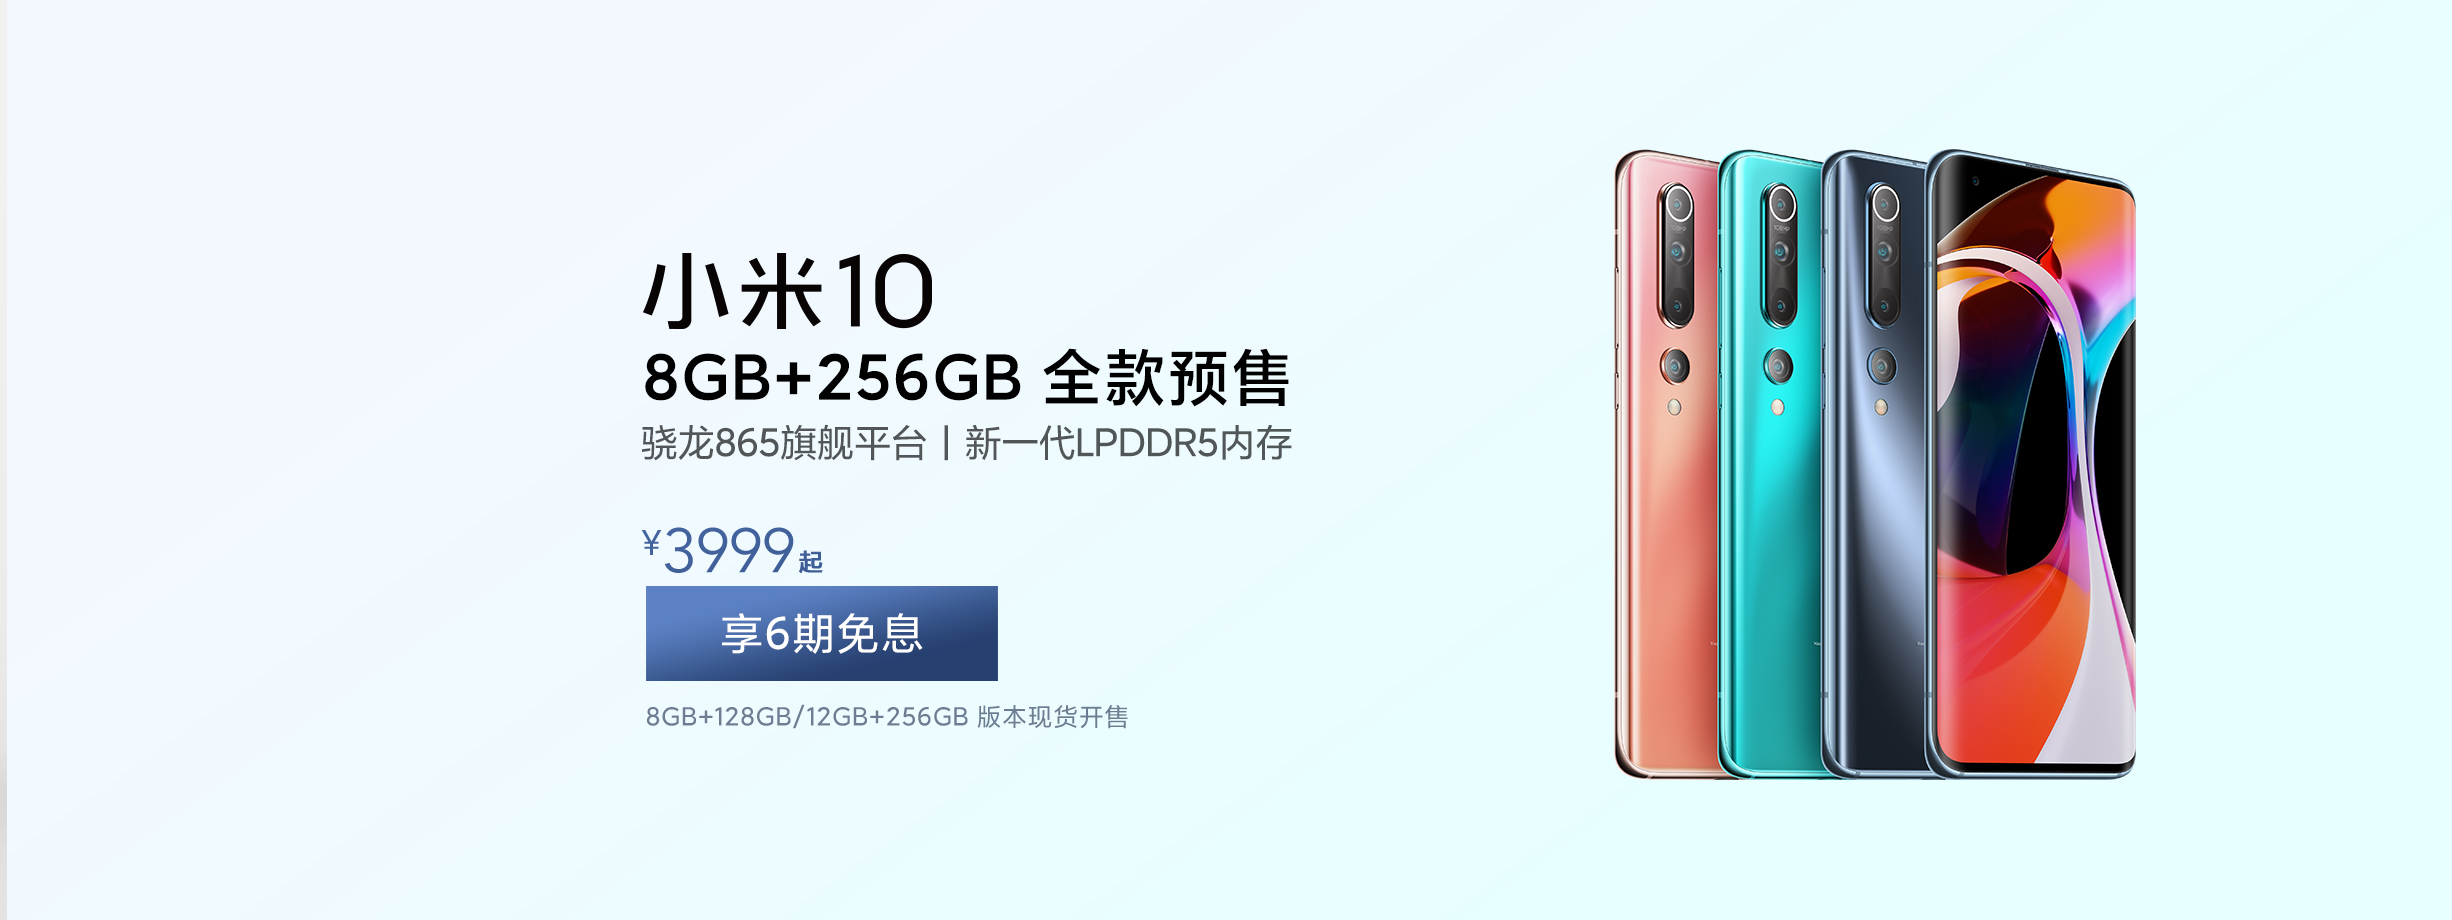 小米10
8GB+256GB 全款预售
骁龙865旗舰平台丨新一代LPDDR5内存
¥3999起
享6期免息
8GB+128GB/12GB+256GB 版本现货开售